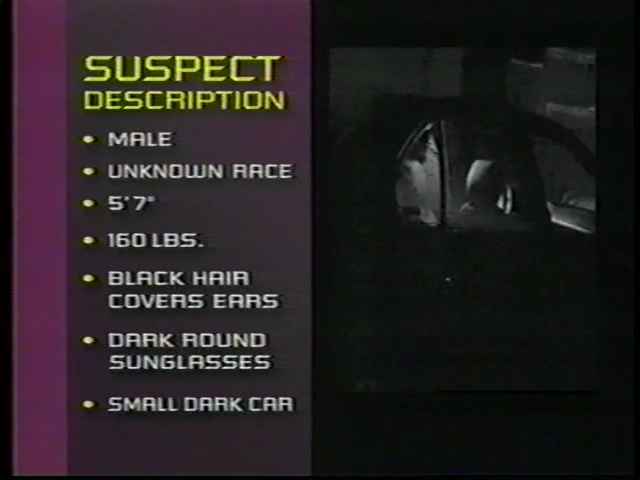 SUSPECT
DESCRIPTION
• MALE
• UNKNOWN RACE
• 5'7"
• 160 LBS.
• BLACK HAIR
COVERS EARS
• DARK ROUND
SUNGLASSES
• SMALL DARK CAR